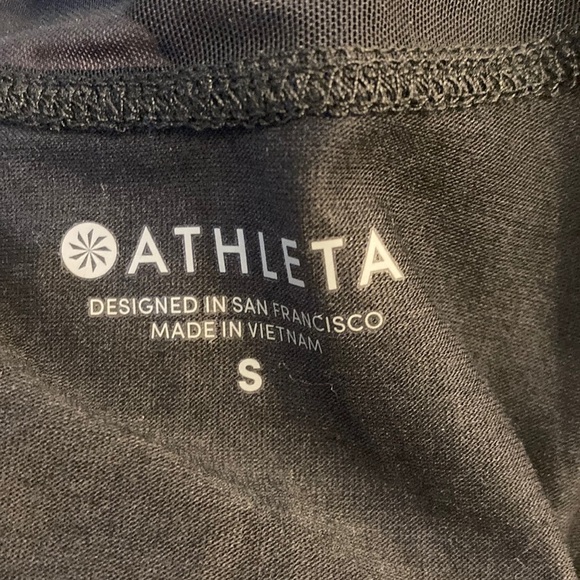 ATHLETA
DESIGNED IN SAN FRANCISCO
MADE IN VIETNAM
S